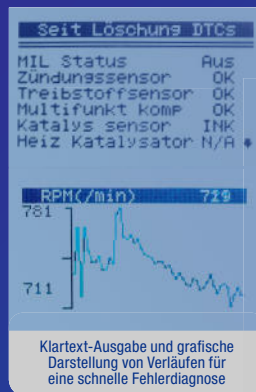 Seit Löschung DTCs
MIL Status Aus
Zündungssensor OK
Treibstoffsensor OK
Multifunkt komp OK
Katalys sensor INK
Heiz Katalysator N/A
RPM(/min) 729
781
711
Klartext-Ausgabe und grafische
Darstellung von Verläufen für
eine schnelle Fehlerdiagnose